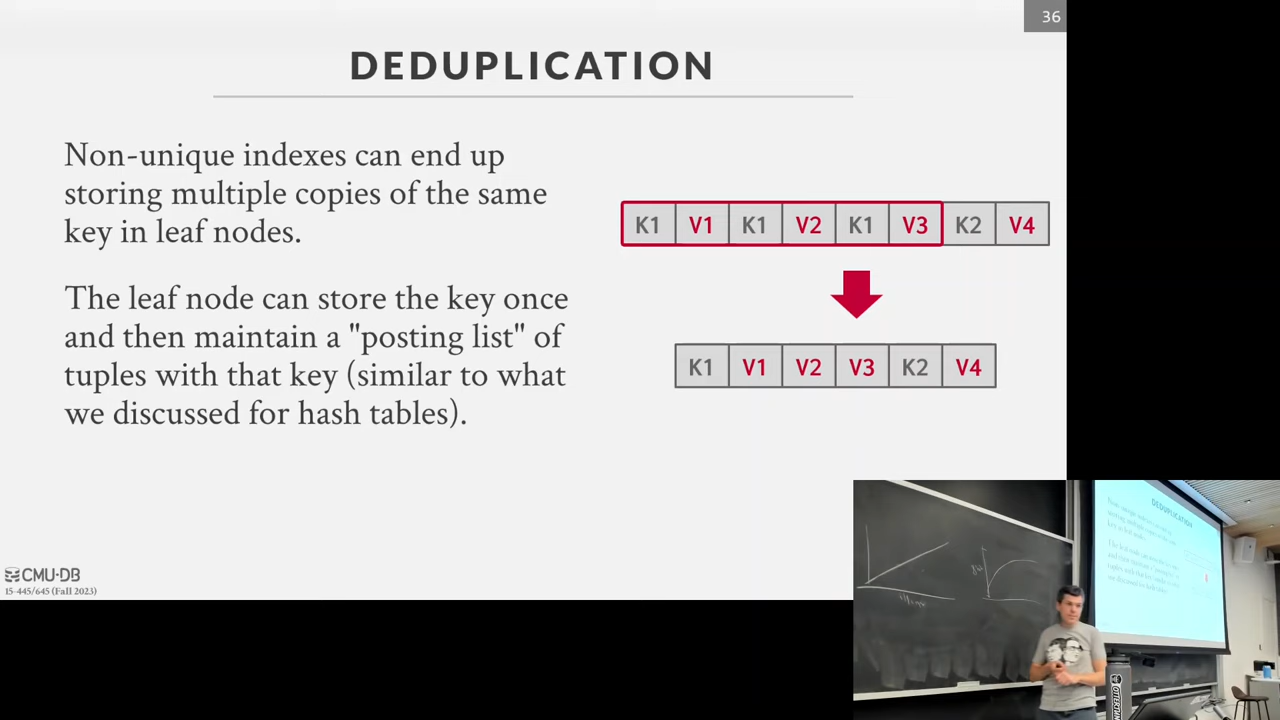 36
DEDUPLICATION
Non-unique indexes can end up
storing multiple copies of the same
key in leaf nodes.
The leaf node can store the key once
and then maintain a "posting list" of
tuples with that key (similar to what
we discussed for hash tables).
K1 V1 K1 V2 K1 V3 K2 V4
K1 V1 V2 V3 K2 V4
CMU·DB
15-445/645 (Fall 2023)
DEDUPLICATION